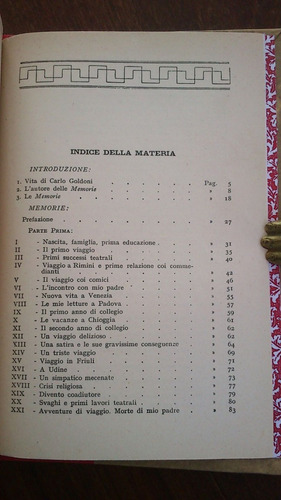 INDICE DELLA MATERIA
INTRODUZIONE:
1. Vita di Carlo Goldoni . . . . . . Pag. 5
2. L'autore delle Memorie . . . . . . » 8
3. Le Memorie . . . . . . . . » 18
MEMORIE:
Prefazione . . . . . . . . . » 27
PARTE PRIMA:
I - Nascita, famiglia, prima educazione . . . . » 31
II - Il primo viaggio . . . . . . » 35
III - Primi successi teatrali . . . . . » 40
IV - Viaggio a Rimini e prime relazione coi comme-
dianti . . . . . . . . » 42
V - Il viaggio coi comici . . . . . » 46
VI - L'incontro con mio padre . . . . » 51
VII - Nuova vita a Venezia . . . . . » 55
VIII - Le mie letture a Padova . . . . . » 57
IX - Il primo anno di collegio . . . . » 59
X - Le vacanze a Chioggia . . . . . » 61
XI - Il secondo anno di collegio . . . . » 62
XII - Un viaggio delizioso . . . . . » 62
XIII - Una satira e le sue gravissime conseguenze . . » 64
XIV - Un triste viaggio . . . . . . » 69
XV - Viaggio in Friuli . . . . . . » 71
XVI - A Udine . . . . . . . » 72
XVII - Un simpatico mecenate . . . . . » 73
XVIII - Crisi religiosa . . . . . . » 77
XIX - Divento coadiutore . . . . . » 79
XX - Svaghi e primi lavori teatrali . . . . » 80
XXI - Avventure di viaggio. Morte di mio padre . . » 83